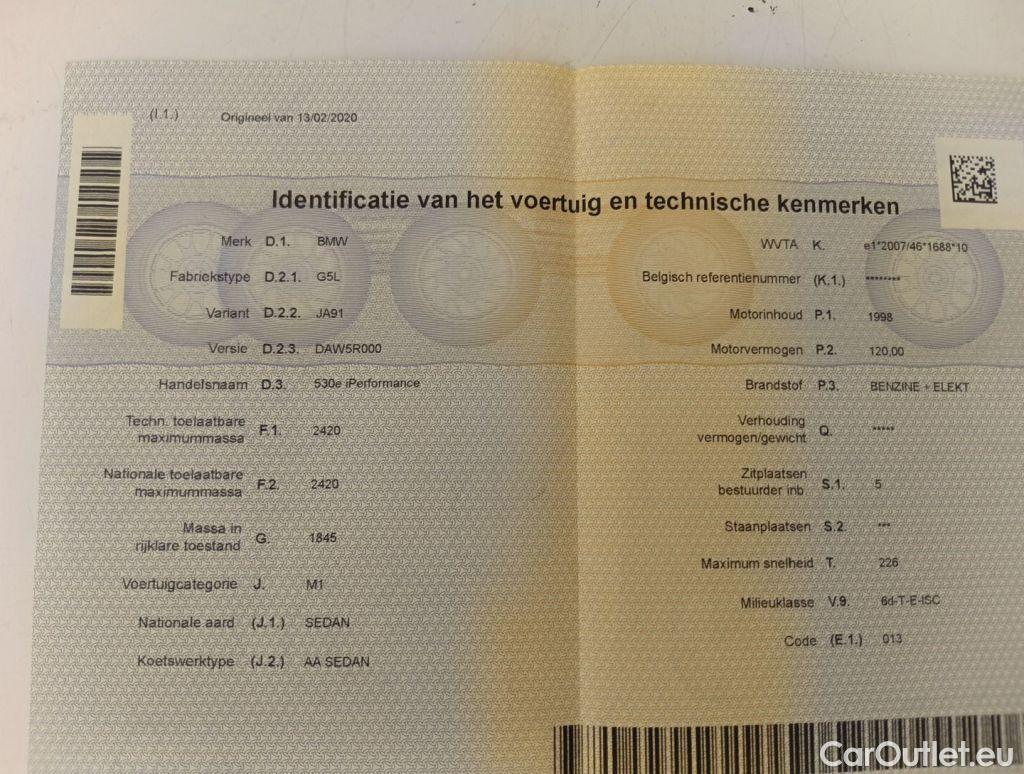 (I.1.) Origineel van 13/02/2020
Identificatie van het voertuig en technische kenmerken
Merk D.1. BMW
Fabriekstype D.2.1. G5L
Variant D.2.2. JA91
Versie D.2.3. DAW5R000
Handelsnaam D.3. 530e iPerformance
Techn. toelaatbare
maximummassa F.1. 2420
Nationale toelaatbare
maximummassa F.2. 2420
Massa in
rijklare toestand G. 1845
Voertuigcategorie J. M1
Nationale aard (J.1.) SEDAN
Koetswerktype (J.2.) AA SEDAN
WVTA K. e1*2007/46*1688*10
Belgisch referentienummer (K.1.) ********
Motorinhoud P.1. 1998
Motorvermogen P.2. 120,00
Brandstof P.3. BENZINE + ELEKT
Verhouding
vermogen/gewicht Q. *****
Zitplaatsen
bestuurder inb. S.1. 5
Staanplaatsen S.2. ***
Maximum snelheid T. 226
Milieuklasse V.9. 6d-T-E-ISC
Code (E.1.) 013
CarOutlet.eu